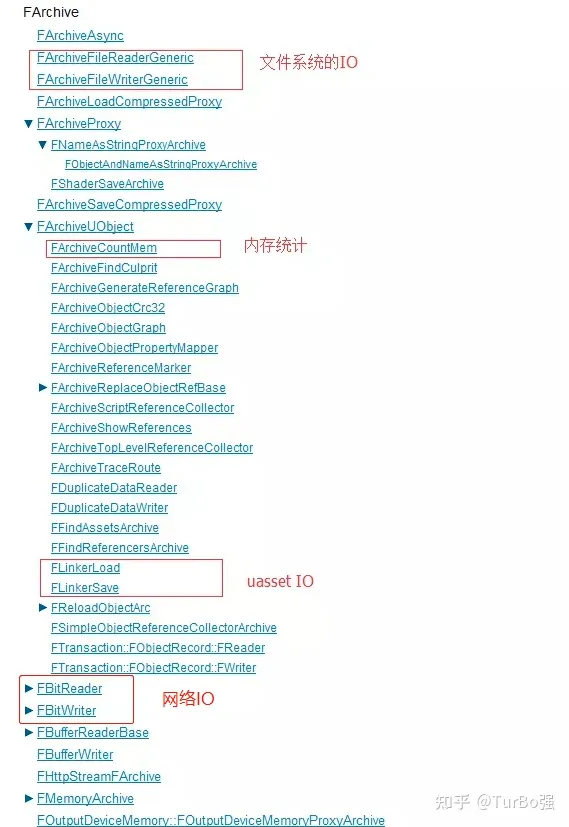 FArchive
FArchiveAsync
FArchiveFileReaderGeneric
文件系统的IO
FArchiveFileWriterGeneric
FArchiveLoadCompressedProxy
FArchiveProxy
FNameAsStringProxyArchive
FObjectAndNameAsStringProxyArchive
FShaderSaveArchive
FArchiveSaveCompressedProxy
FArchiveUObject
FArchiveCountMem 内存统计
FArchiveFindCulprit
FArchiveGenerateReferenceGraph
FArchiveObjectCrc32
FArchiveObjectGraph
FArchiveObjectPropertyMapper
FArchiveReferenceMarker
FArchiveReplaceObjectRefBase
FArchiveScriptReferenceCollector
FArchiveShowReferences
FArchiveTopLevelReferenceCollector
FArchiveTraceRoute
FDuplicateDataReader
FDuplicateDataWriter
FFindAssetsArchive
FFindReferencersArchive
FLinkerLoad
uasset IO
FLinkerSave
FReloadObjectArc
FSimpleObjectReferenceCollectorArchive
FTransaction::FObjectRecord::FReader
FTransaction::FObjectRecord::FWriter
FBitReader
网络IO
FBitWriter
FBufferReaderBase
FBufferWriter
FHttpStreamFArchive
FMemoryArchive
知乎 @TurBo强
FOutputDeviceMemory::FOutputDeviceMemoryProxyArchive